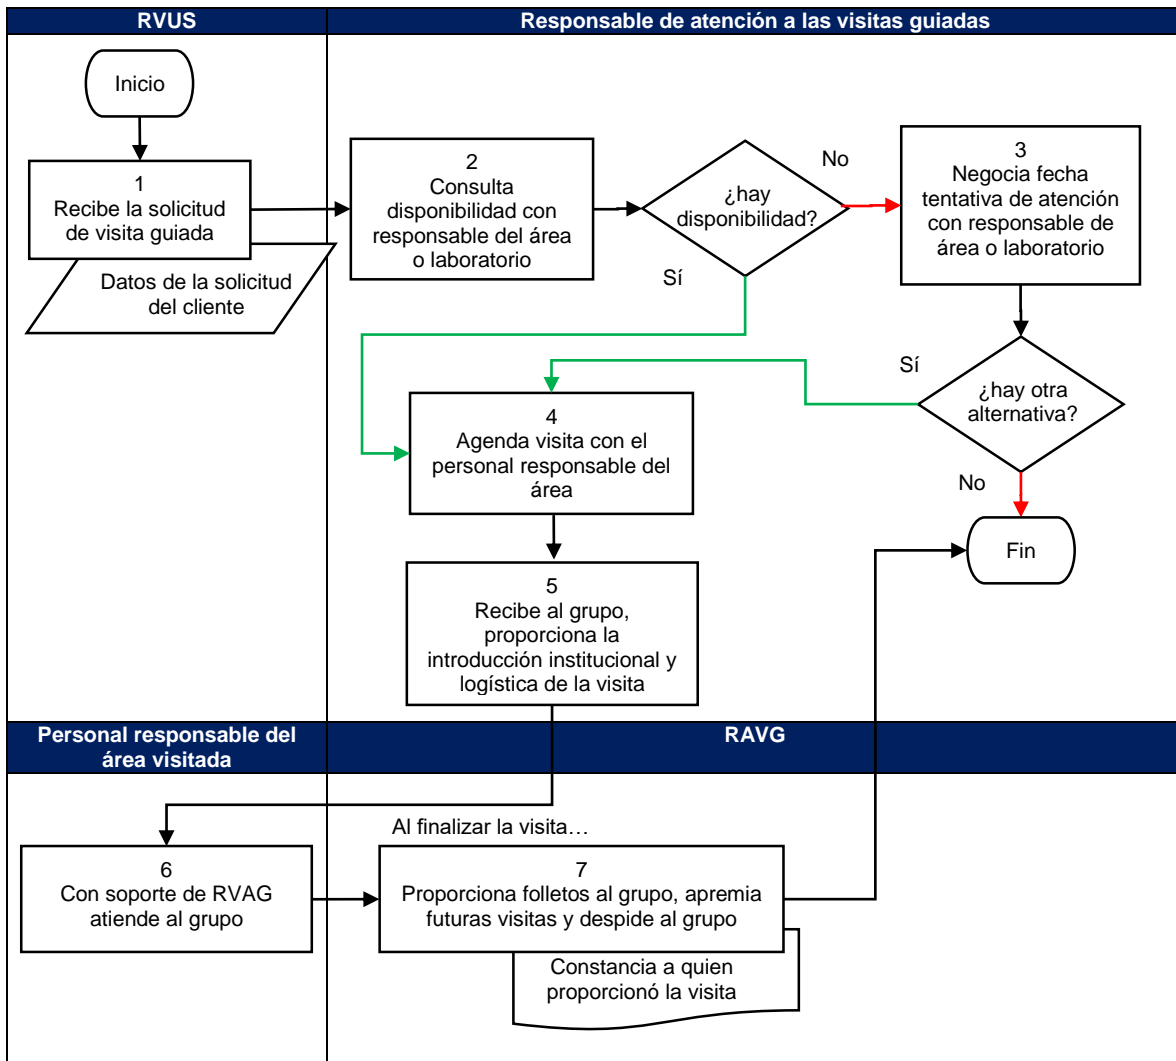 RVUS
Responsable de atención a las visitas guiadas
Inicio
1
Recibe la solicitud
de visita guiada
Datos de la solicitud
del cliente
2
Consulta
disponibilidad con
responsable del área
o laboratorio
¿hay
disponibilidad?
No
Sí
3
Negocia fecha
tentativa de atención
con responsable de
área o laboratorio
¿hay otra
alternativa?
Sí
No
Fin
4
Agenda visita con el
personal responsable del
área
5
Recibe al grupo,
proporciona la
introducción institucional y
logística de la visita
Personal responsable del
área visitada
RAVG
6
Con soporte de RVAG
atiende al grupo
Al finalizar la visita…
7
Proporciona folletos al grupo, apremia
futuras visitas y despide al grupo
Constancia a quien
proporcionó la visita